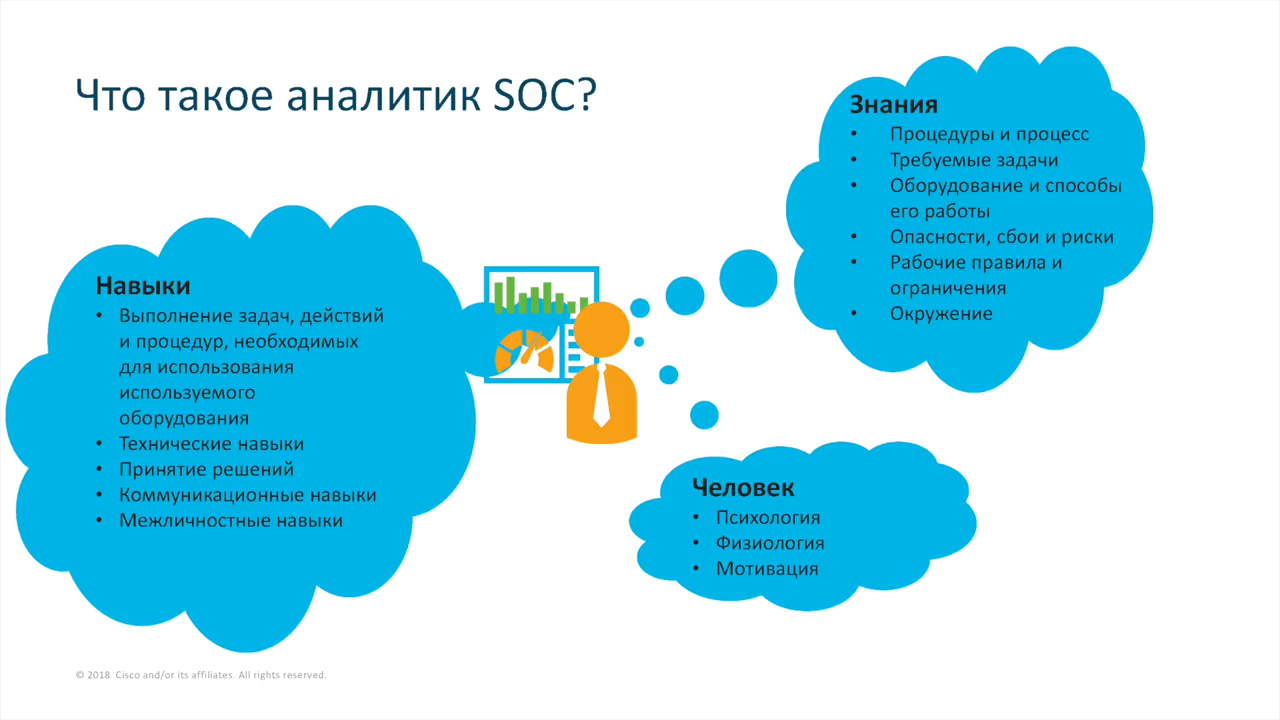 Что такое аналитик SOC?
Знания
• Процедуры и процесс
• Требуемые задачи
• Оборудование и способы
его работы
• Опасности, сбои и риски
• Рабочие правила и
ограничения
• Окружение
Навыки
• Выполнение задач, действий
и процедур, необходимых
для использования
используемого
оборудования
• Технические навыки
• Принятие решений
• Коммуникационные навыки
• Межличностные навыки
Человек
• Психология
• Физиология
• Мотивация
© 2018 Cisco and/or its affiliates. All rights reserved.